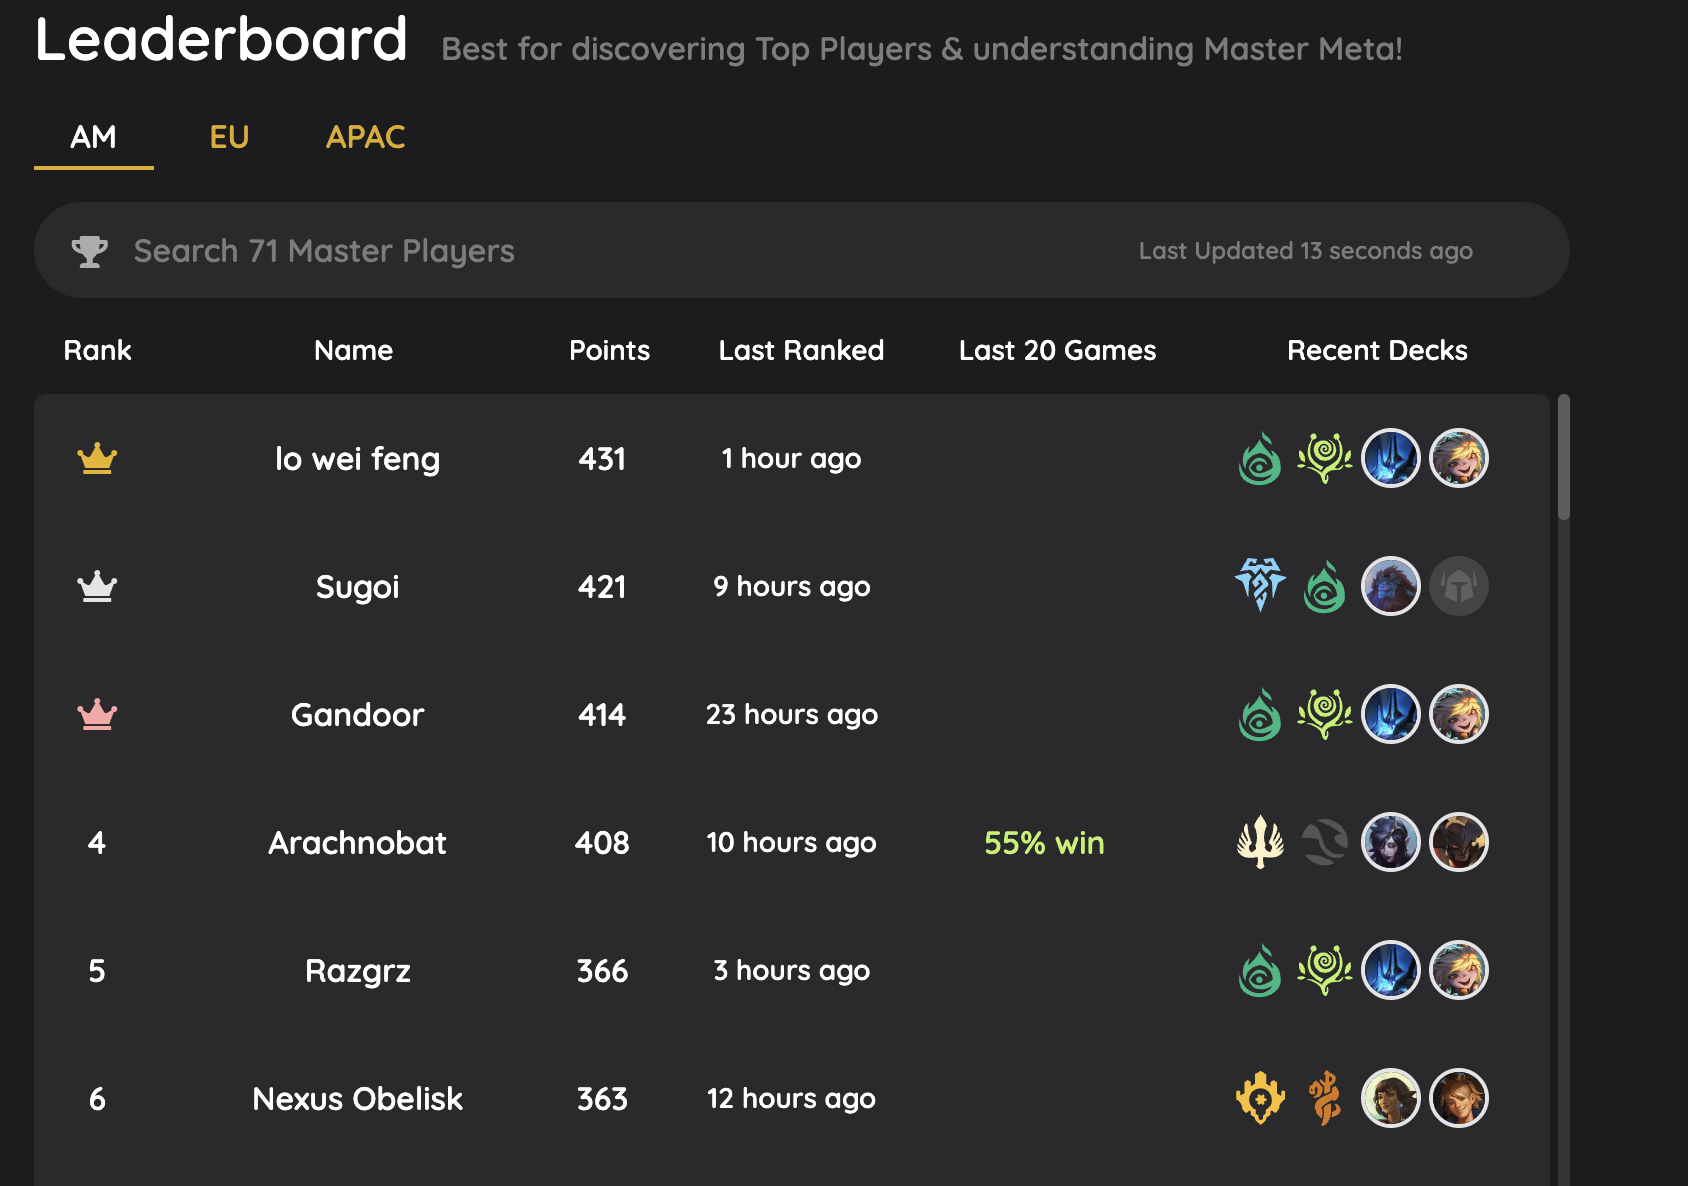 Leaderboard Best for discovering Top Players & understanding Master Meta!
AM EU APAC
Search 71 Master Players Last Updated 13 seconds ago
Rank Name Points Last Ranked Last 20 Games Recent Decks
lo wei feng 431 1 hour ago
Sugoi 421 9 hours ago
Gandoor 414 23 hours ago
4 Arachnobat 408 10 hours ago 55% win
5 Razgrz 366 3 hours ago
6 Nexus Obelisk 363 12 hours ago